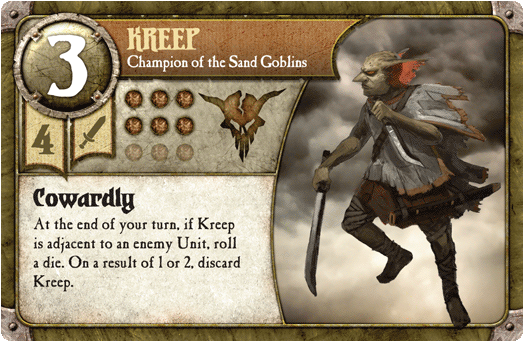 3
KREEP
Champion of the Sand Goblins
4
Cowardly
At the end of your turn, if Kreep
is adjacent to an enemy Unit, roll
a die. On a result of 1 or 2, discard
Kreep.